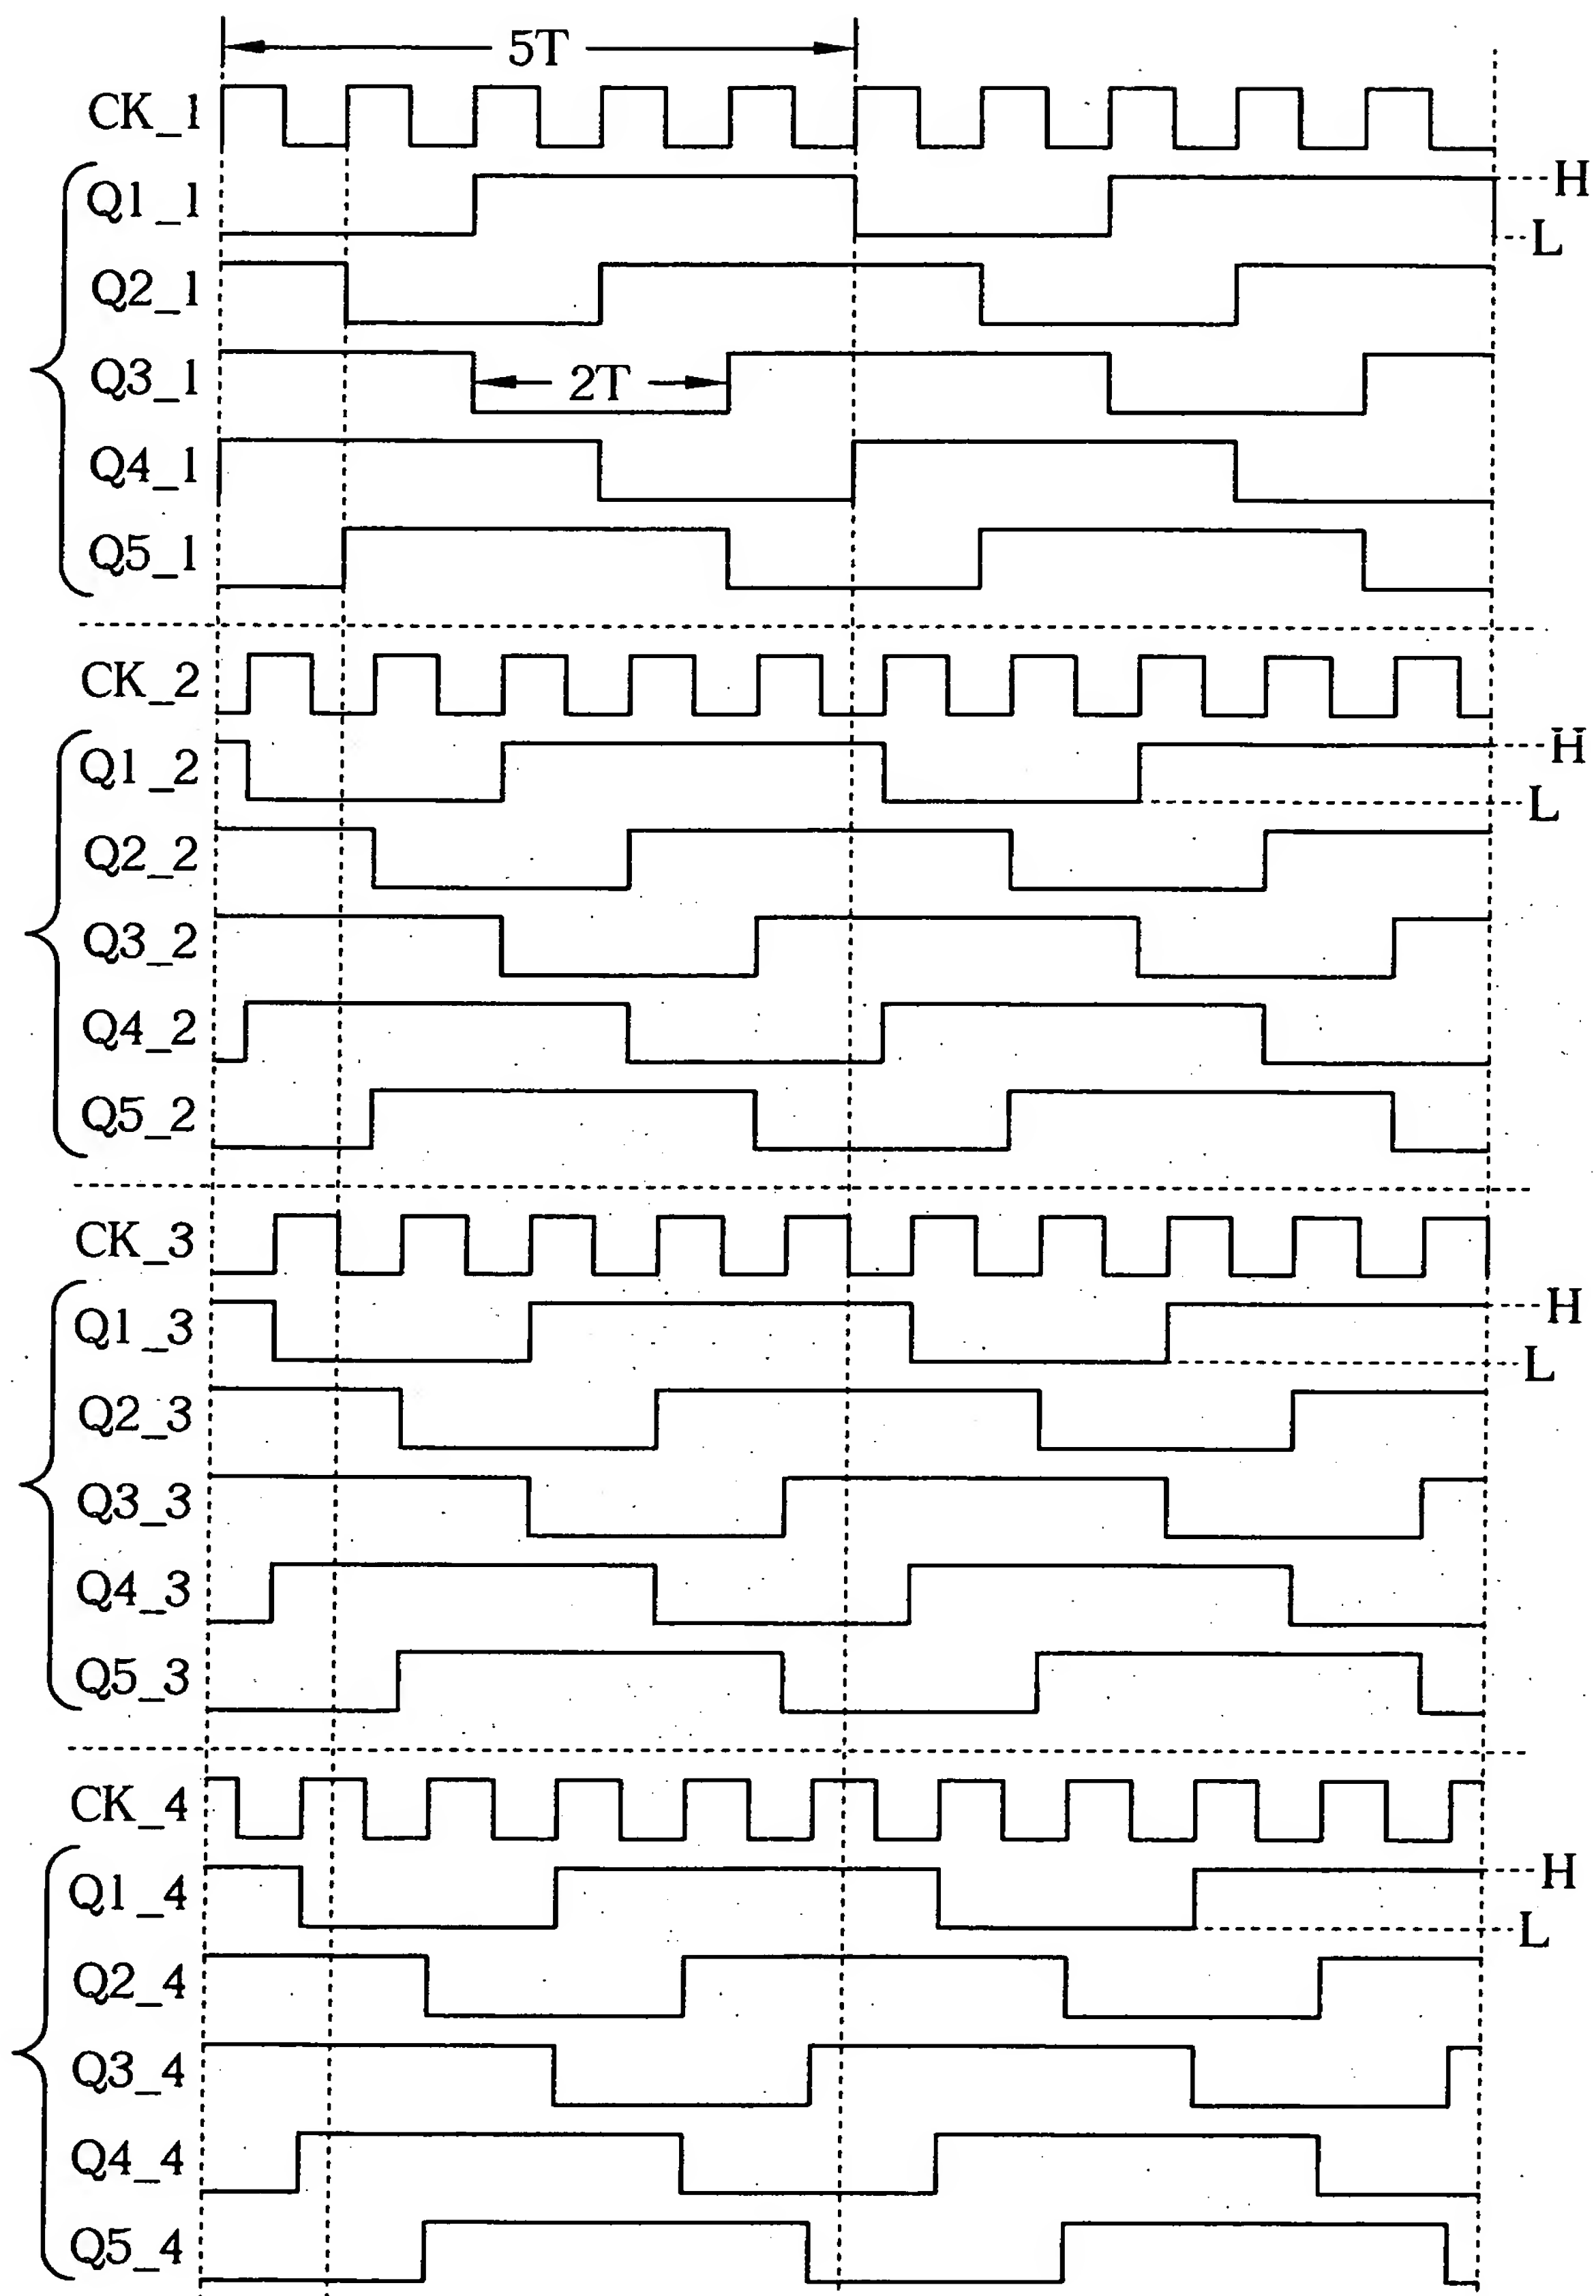 5T
CK_1
Q1_1
H
L
Q2_1
Q3_1
2T
Q4_1
Q5_1
CK_2
Q1_2
H
L
Q2_2
Q3_2
Q4_2
Q5_2
CK_3
Q1_3
H
L
Q2_3
Q3_3
Q4_3
Q5_3
CK_4
Q1_4
H
L
Q2_4
Q3_4
Q4_4
Q5_4